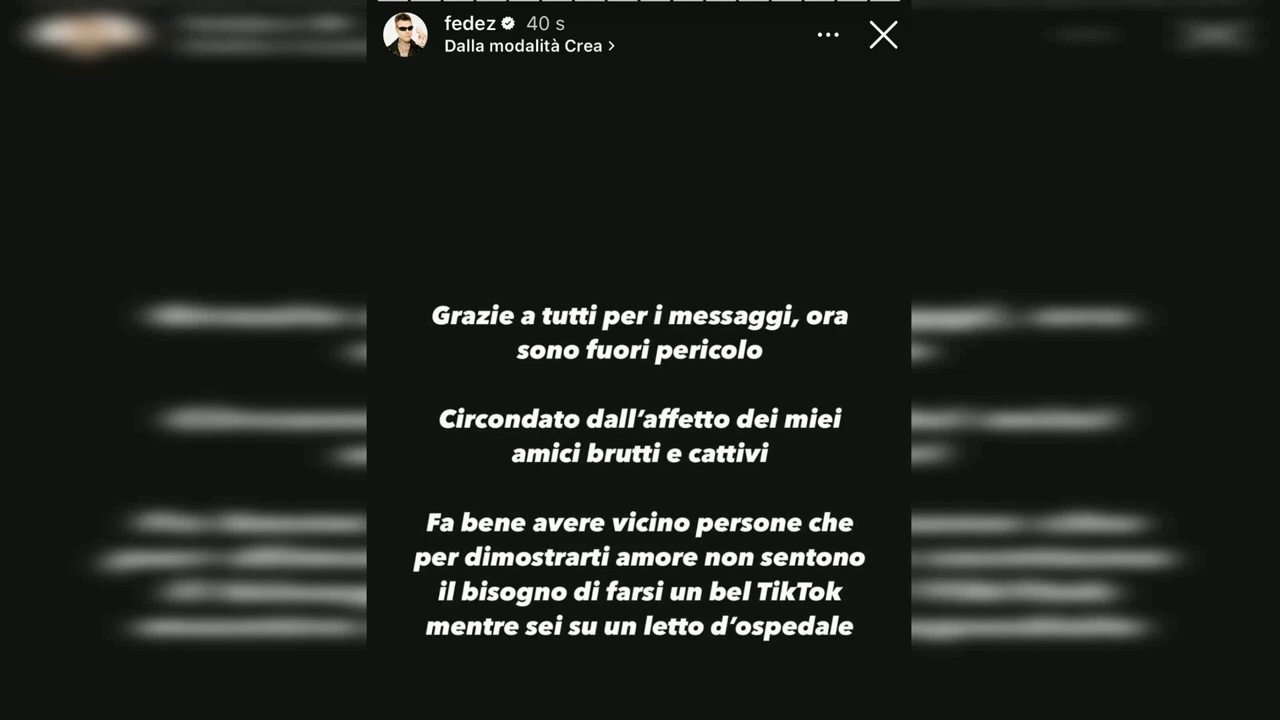 fedez 40 s
Dalla modalità Crea >
Grazie a tutti per i messaggi, ora
sono fuori pericolo
Circondato dall’affetto dei miei
amici brutti e cattivi
Fa bene avere vicino persone che
per dimostrarti amore non sentono
il bisogno di farsi un bel TikTok
mentre sei su un letto d’ospedale